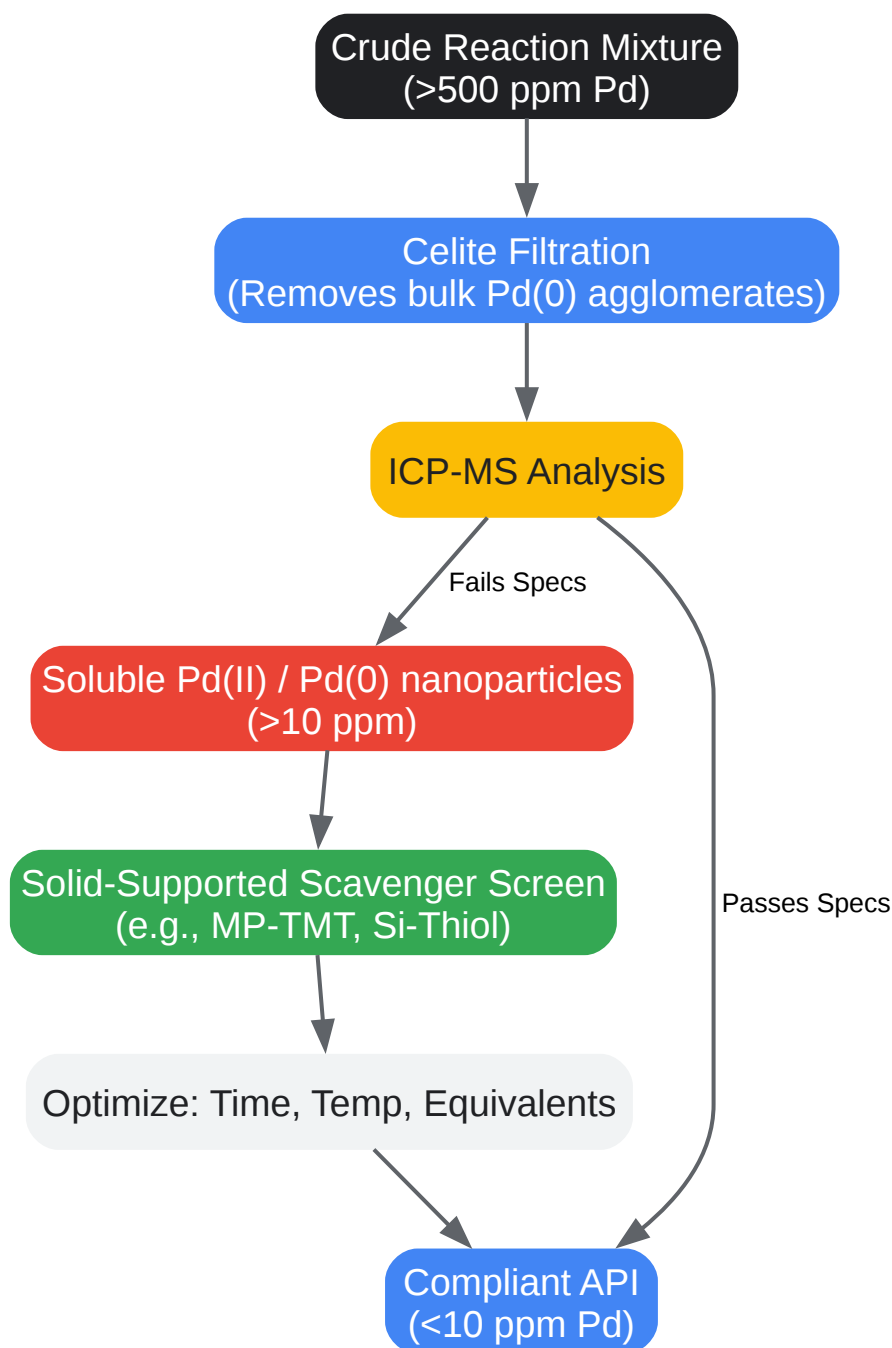 Crude Reaction Mixture
(>500 ppm Pd)
Celite Filtration
(Removes bulk Pd(0) agglomerates)
ICP-MS Analysis
Fails Specs
Soluble Pd(II) / Pd(0) nanoparticles
(>10 ppm)
Solid-Supported Scavenger Screen
(e.g., MP-TMT, Si-Thiol)
Passes Specs
Optimize: Time, Temp, Equivalents
Compliant API
(<10 ppm Pd)